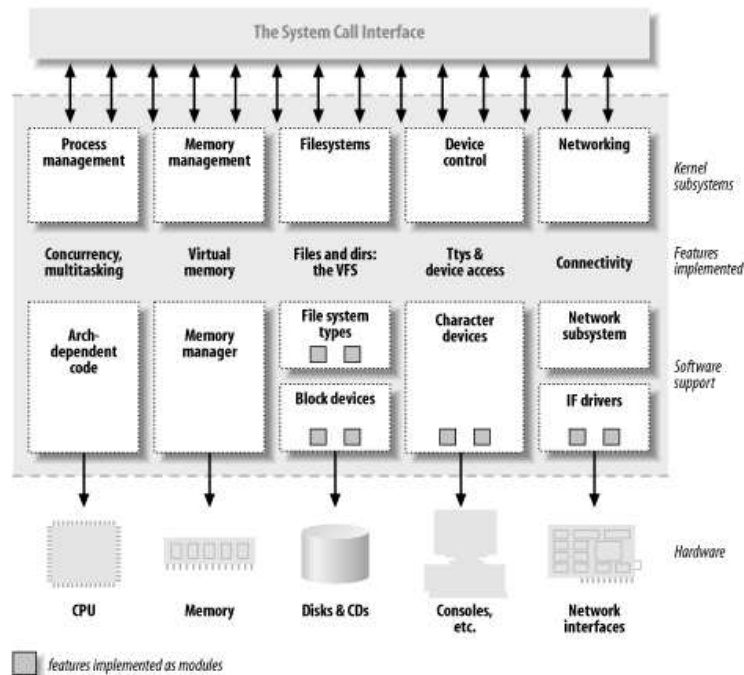 The System Call Interface
Process
management
Memory
management
Filesystems
Device
control
Networking
Kernel
subsystems
Concurrency,
multitasking
Virtual
memory
Files and dirs:
the VFS
Ttys &
device access
Connectivity
Features
implemented
Arch-
dependent
code
Memory
manager
File system
types
Character
devices
Network
subsystem
Software
support
Block devices
IF drivers
Hardware
CPU
Memory
Disks & CDs
Consoles,
etc.
Network
interfaces
features implemented as modules